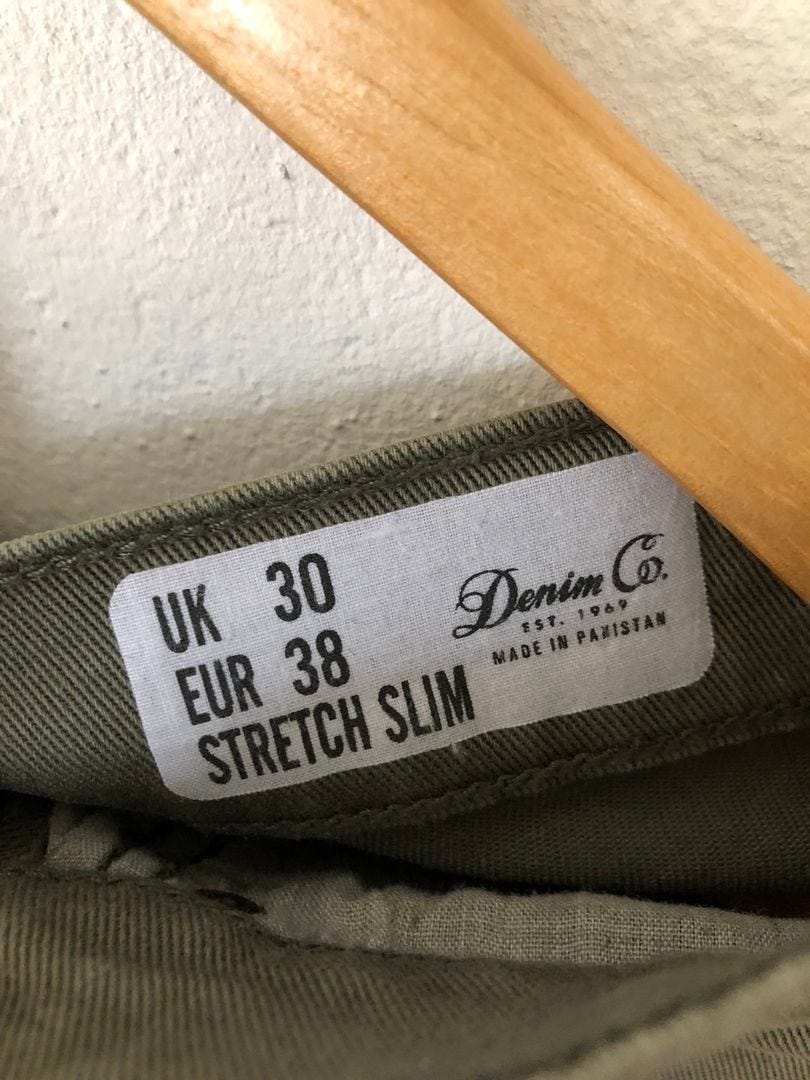 UK 30
EUR 38
STRETCH SLIM
Denim Co.
EST. 1969
MADE IN PAKISTAN